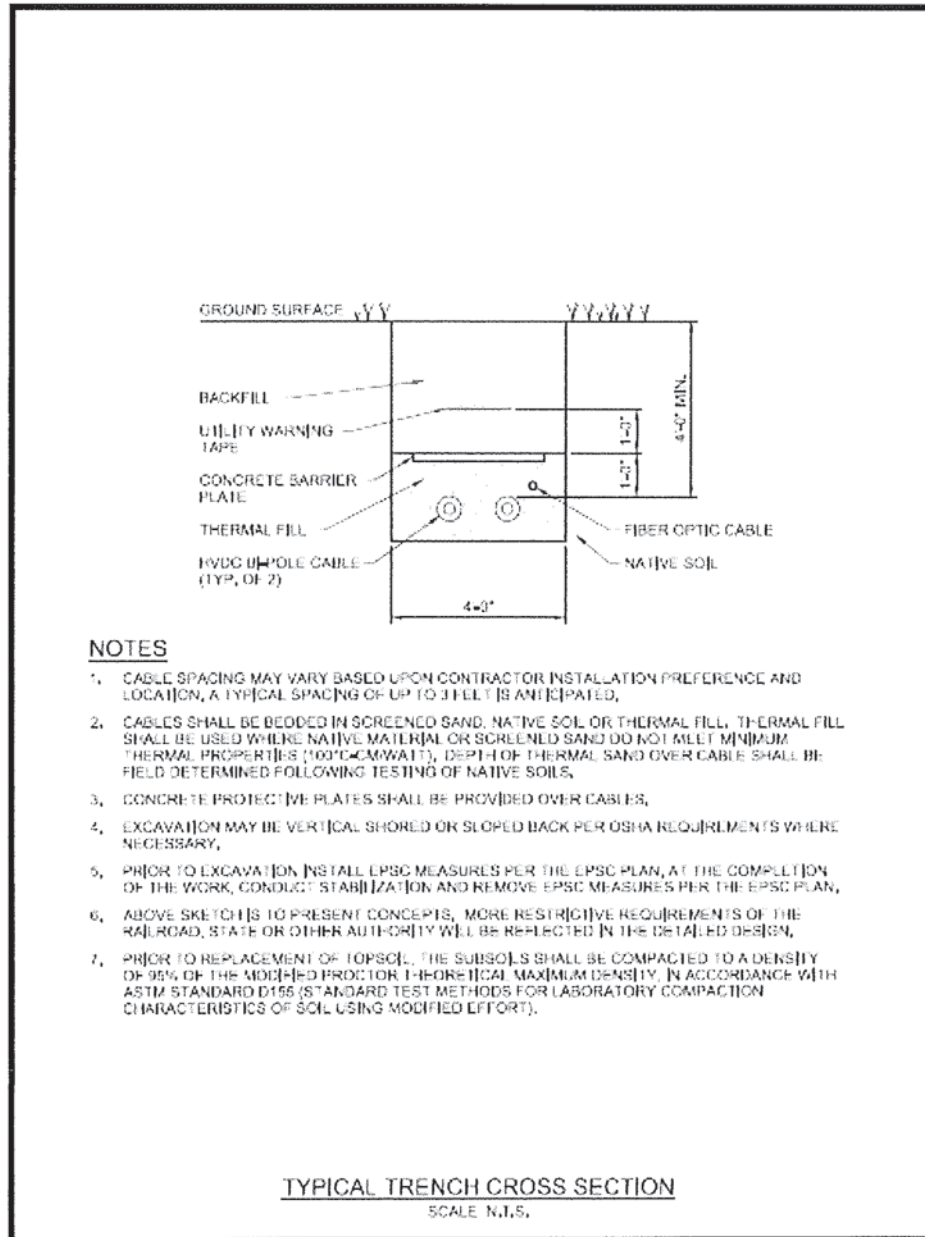 GROUND SURFACE
BACKFILL
UTILITY WARNING
TAPE
CONCRETE BARRIER
PLATE
THERMAL FILL
HVDC BI-POLE CABLE
(TYP. OF 2)
1'-0"
1'-0"
4'-0" MIN.
FIBER OPTIC CABLE
NATIVE SOIL
4'-0"
NOTES
1. CABLE SPACING MAY VARY BASED UPON CONTRACTOR INSTALLATION PREFERENCE AND
LOCATION. A TYPICAL SPACING OF UP TO 3 FEET IS ANTICIPATED.
2. CABLES SHALL BE BEDDED IN SCREENED SAND, NATIVE SOIL OR THERMAL FILL. THERMAL FILL
SHALL BE USED WHERE NATIVE MATERIAL OR SCREENED SAND DO NOT MEET MINIMUM
THERMAL PROPERTIES (100°C-CM/WATT). DEPTH OF THERMAL SAND OVER CABLE SHALL BE
FIELD DETERMINED FOLLOWING TESTING OF NATIVE SOILS.
3. CONCRETE PROTECTIVE PLATES SHALL BE PROVIDED OVER CABLES.
4. EXCAVATION MAY BE VERTICAL SHORED OR SLOPED BACK PER OSHA REQUIREMENTS WHERE
NECESSARY.
5. PRIOR TO EXCAVATION INSTALL EPSC MEASURES PER THE EPSC PLAN. AT THE COMPLETION
OF THE WORK, CONDUCT STABILIZATION AND REMOVE EPSC MEASURES PER THE EPSC PLAN.
6. ABOVE SKETCH IS TO PRESENT CONCEPTS. MORE RESTRICTIVE REQUIREMENTS OF THE
RAILROAD, STATE OR OTHER AUTHORITY WILL BE REFLECTED IN THE DETAILED DESIGN.
7. PRIOR TO REPLACEMENT OF TOPSOIL, THE SUBSOILS SHALL BE COMPACTED TO A DENSITY
OF 95% OF THE MODIFIED PROCTOR THEORETICAL MAXIMUM DENSITY, IN ACCORDANCE WITH
ASTM STANDARD D155 (STANDARD TEST METHODS FOR LABORATORY COMPACTION
CHARACTERISTICS OF SOIL USING MODIFIED EFFORT).
TYPICAL TRENCH CROSS SECTION
SCALE N.T.S.